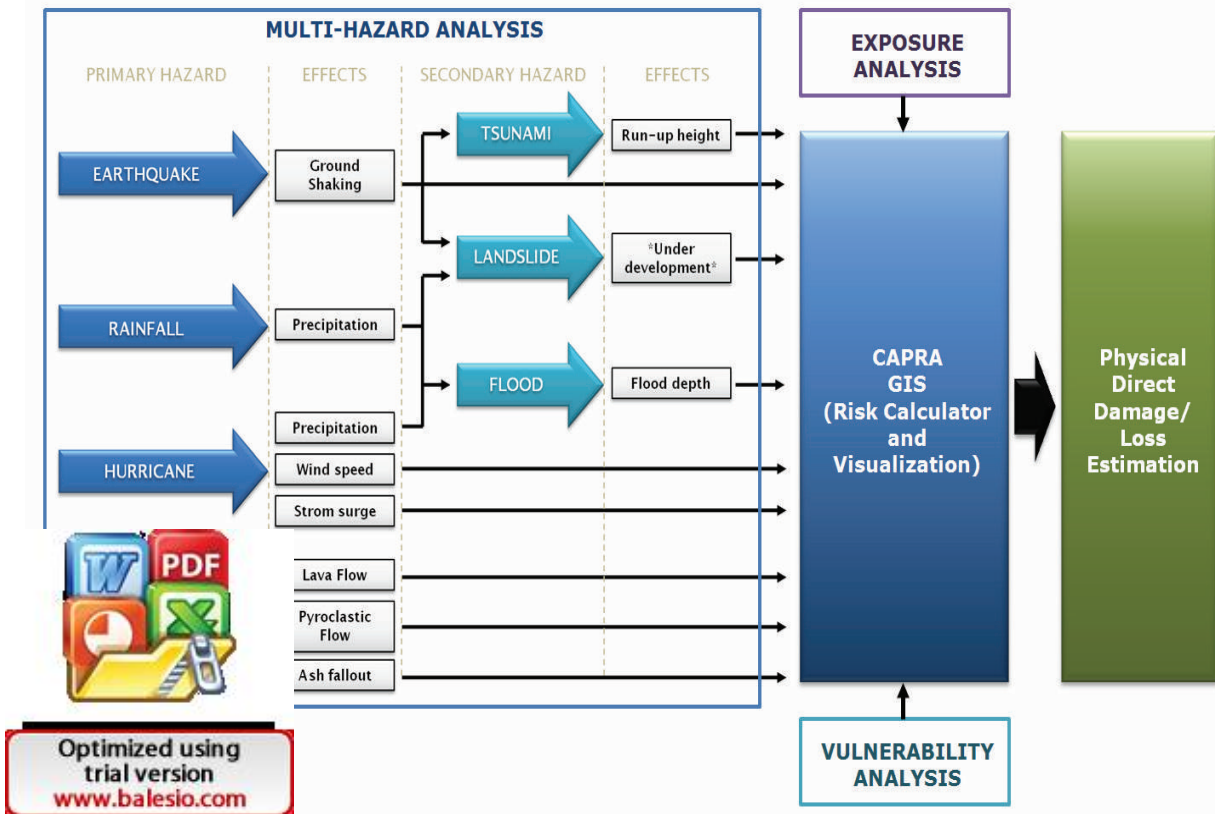 MULTI-HAZARD ANALYSIS
PRIMARY HAZARD
EFFECTS
SECONDARY HAZARD
EFFECTS
EARTHQUAKE
Ground
Shaking
TSUNAMI
Run-up height
LANDSLIDE
*Under
development*
RAINFALL
Precipitation
FLOOD
Flood depth
HURRICANE
Precipitation
Wind speed
Strom surge
Lava Flow
Pyroclastic
Flow
Ash fallout
EXPOSURE
ANALYSIS
CAPRA
GIS
(Risk Calculator
and
Visualization)
VULNERABILITY
ANALYSIS
Physical
Direct
Damage/
Loss
Estimation
W
PDF
X
Optimized using
trial version
www.balesio.com